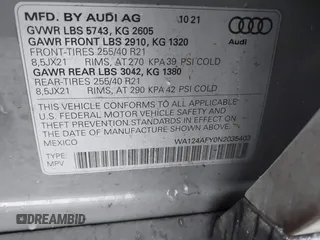 MFD. BY AUDI AG 10 21
GVWR LBS 5743, KG 2605
GAWR FRONT LBS 2910, KG 1320
FRONT-TIRES 255/40 R21
8,5JX21 RIMS, AT 270 KPA 39 PSI COLD
GAWR REAR LBS 3042, KG 1380
REAR-TIRES 255/40 R21
8,5JX21 RIMS, AT 290 KPA 42 PSI COLD
Audi
THIS VEHICLE CONFORMS TO ALL APPLICABLE
U.S. FEDERAL MOTOR VEHICLE SAFETY AND
THEFT PREVENTION STANDARDS IN EFFECT ON
THE DATE OF MANUFACTURE SHOWN ABOVE.
MEXICO
TYPE:
MPV
DREAMBID